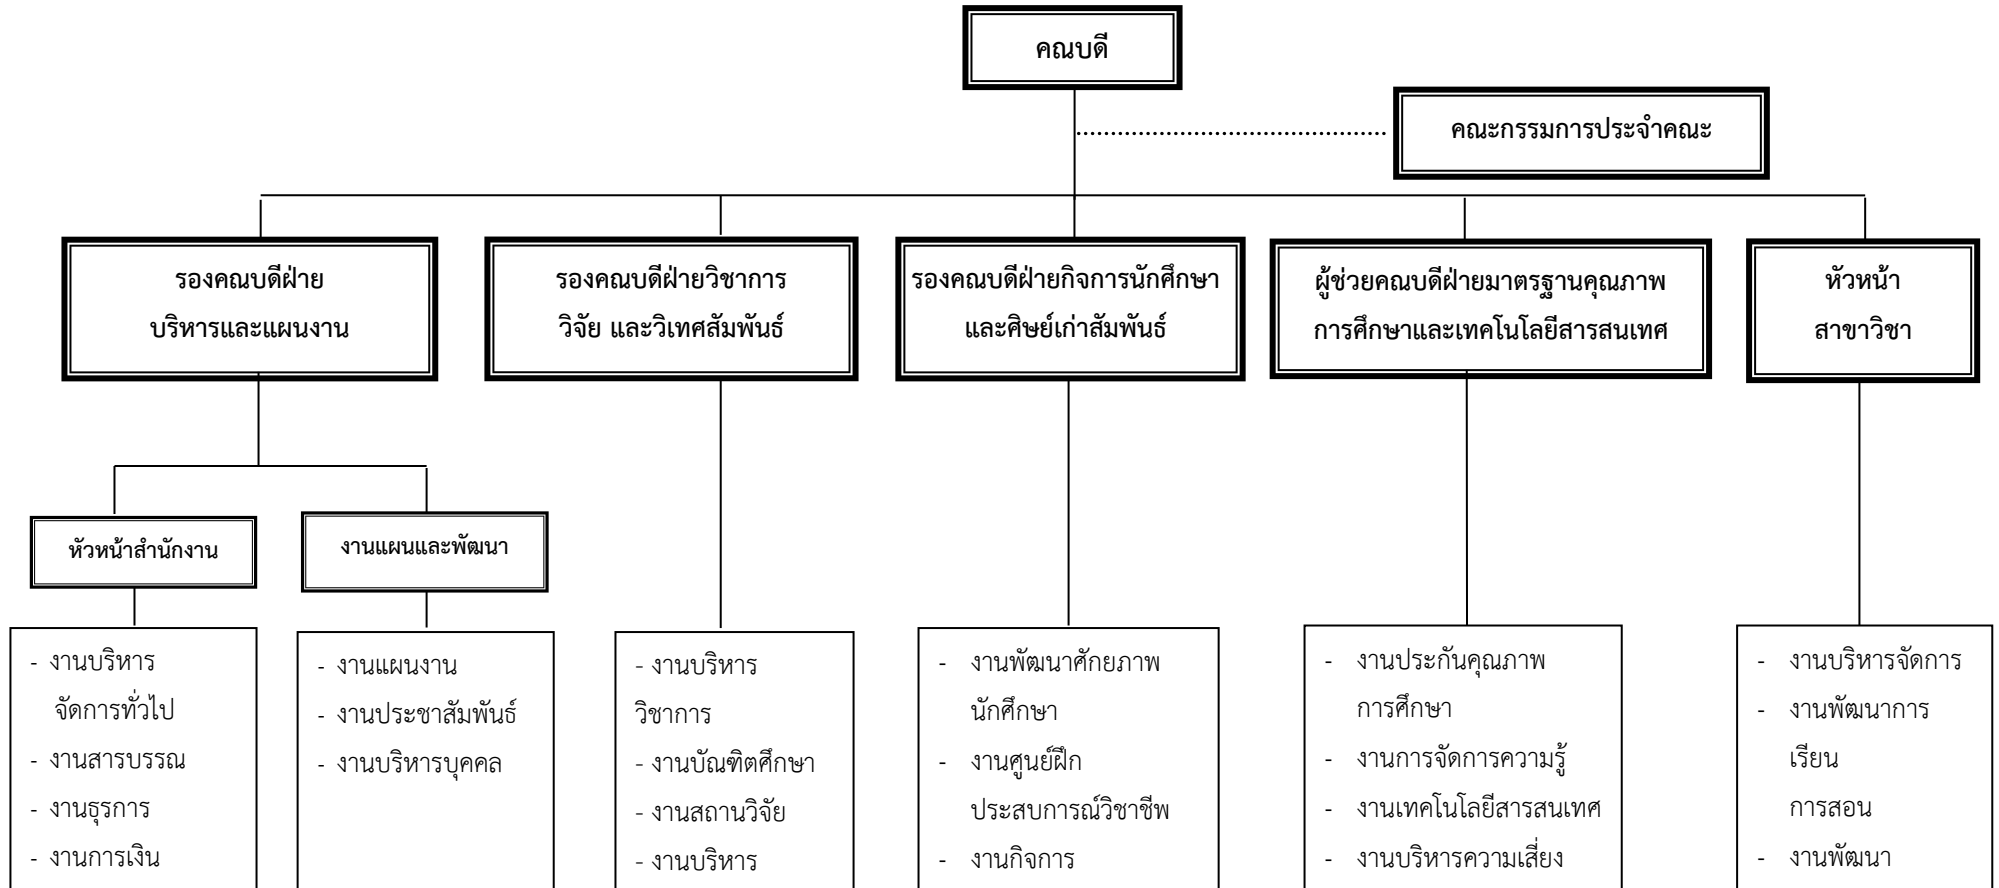 คณบดี
คณะกรรมการประจำคณะ
รองคณบดีฝ่าย
บริหารและแผนงาน
รองคณบดีฝ่ายวิชาการ
วิจัย และวิเทศสัมพันธ์
รองคณบดีฝ่ายกิจการนักศึกษา
และศิษย์เก่าสัมพันธ์
ผู้ช่วยคณบดีฝ่ายมาตรฐานคุณภาพ
การศึกษาและเทคโนโลยีสารสนเทศ
หัวหน้า
สาขาวิชา
หัวหน้าสำนักงาน
งานแผนและพัฒนา
- งานบริหาร
จัดการทั่วไป
- งานสารบรรณ
- งานธุรการ
- งานการเงิน
- งานแผนงาน
- งานประชาสัมพันธ์
- งานบริหารบุคคล
- งานบริหาร
วิชาการ
- งานบัณฑิตศึกษา
- งานสถานวิจัย
- งานบริหาร
- งานพัฒนาศักยภาพ
นักศึกษา
- งานศูนย์ฝึก
ประสบการณ์วิชาชีพ
- งานกิจการ
- งานประกันคุณภาพ
การศึกษา
- งานการจัดการความรู้
- งานเทคโนโลยีสารสนเทศ
- งานบริหารความเสี่ยง
- งานบริหารจัดการ
- งานพัฒนาการ
เรียน
การสอน
- งานพัฒนา